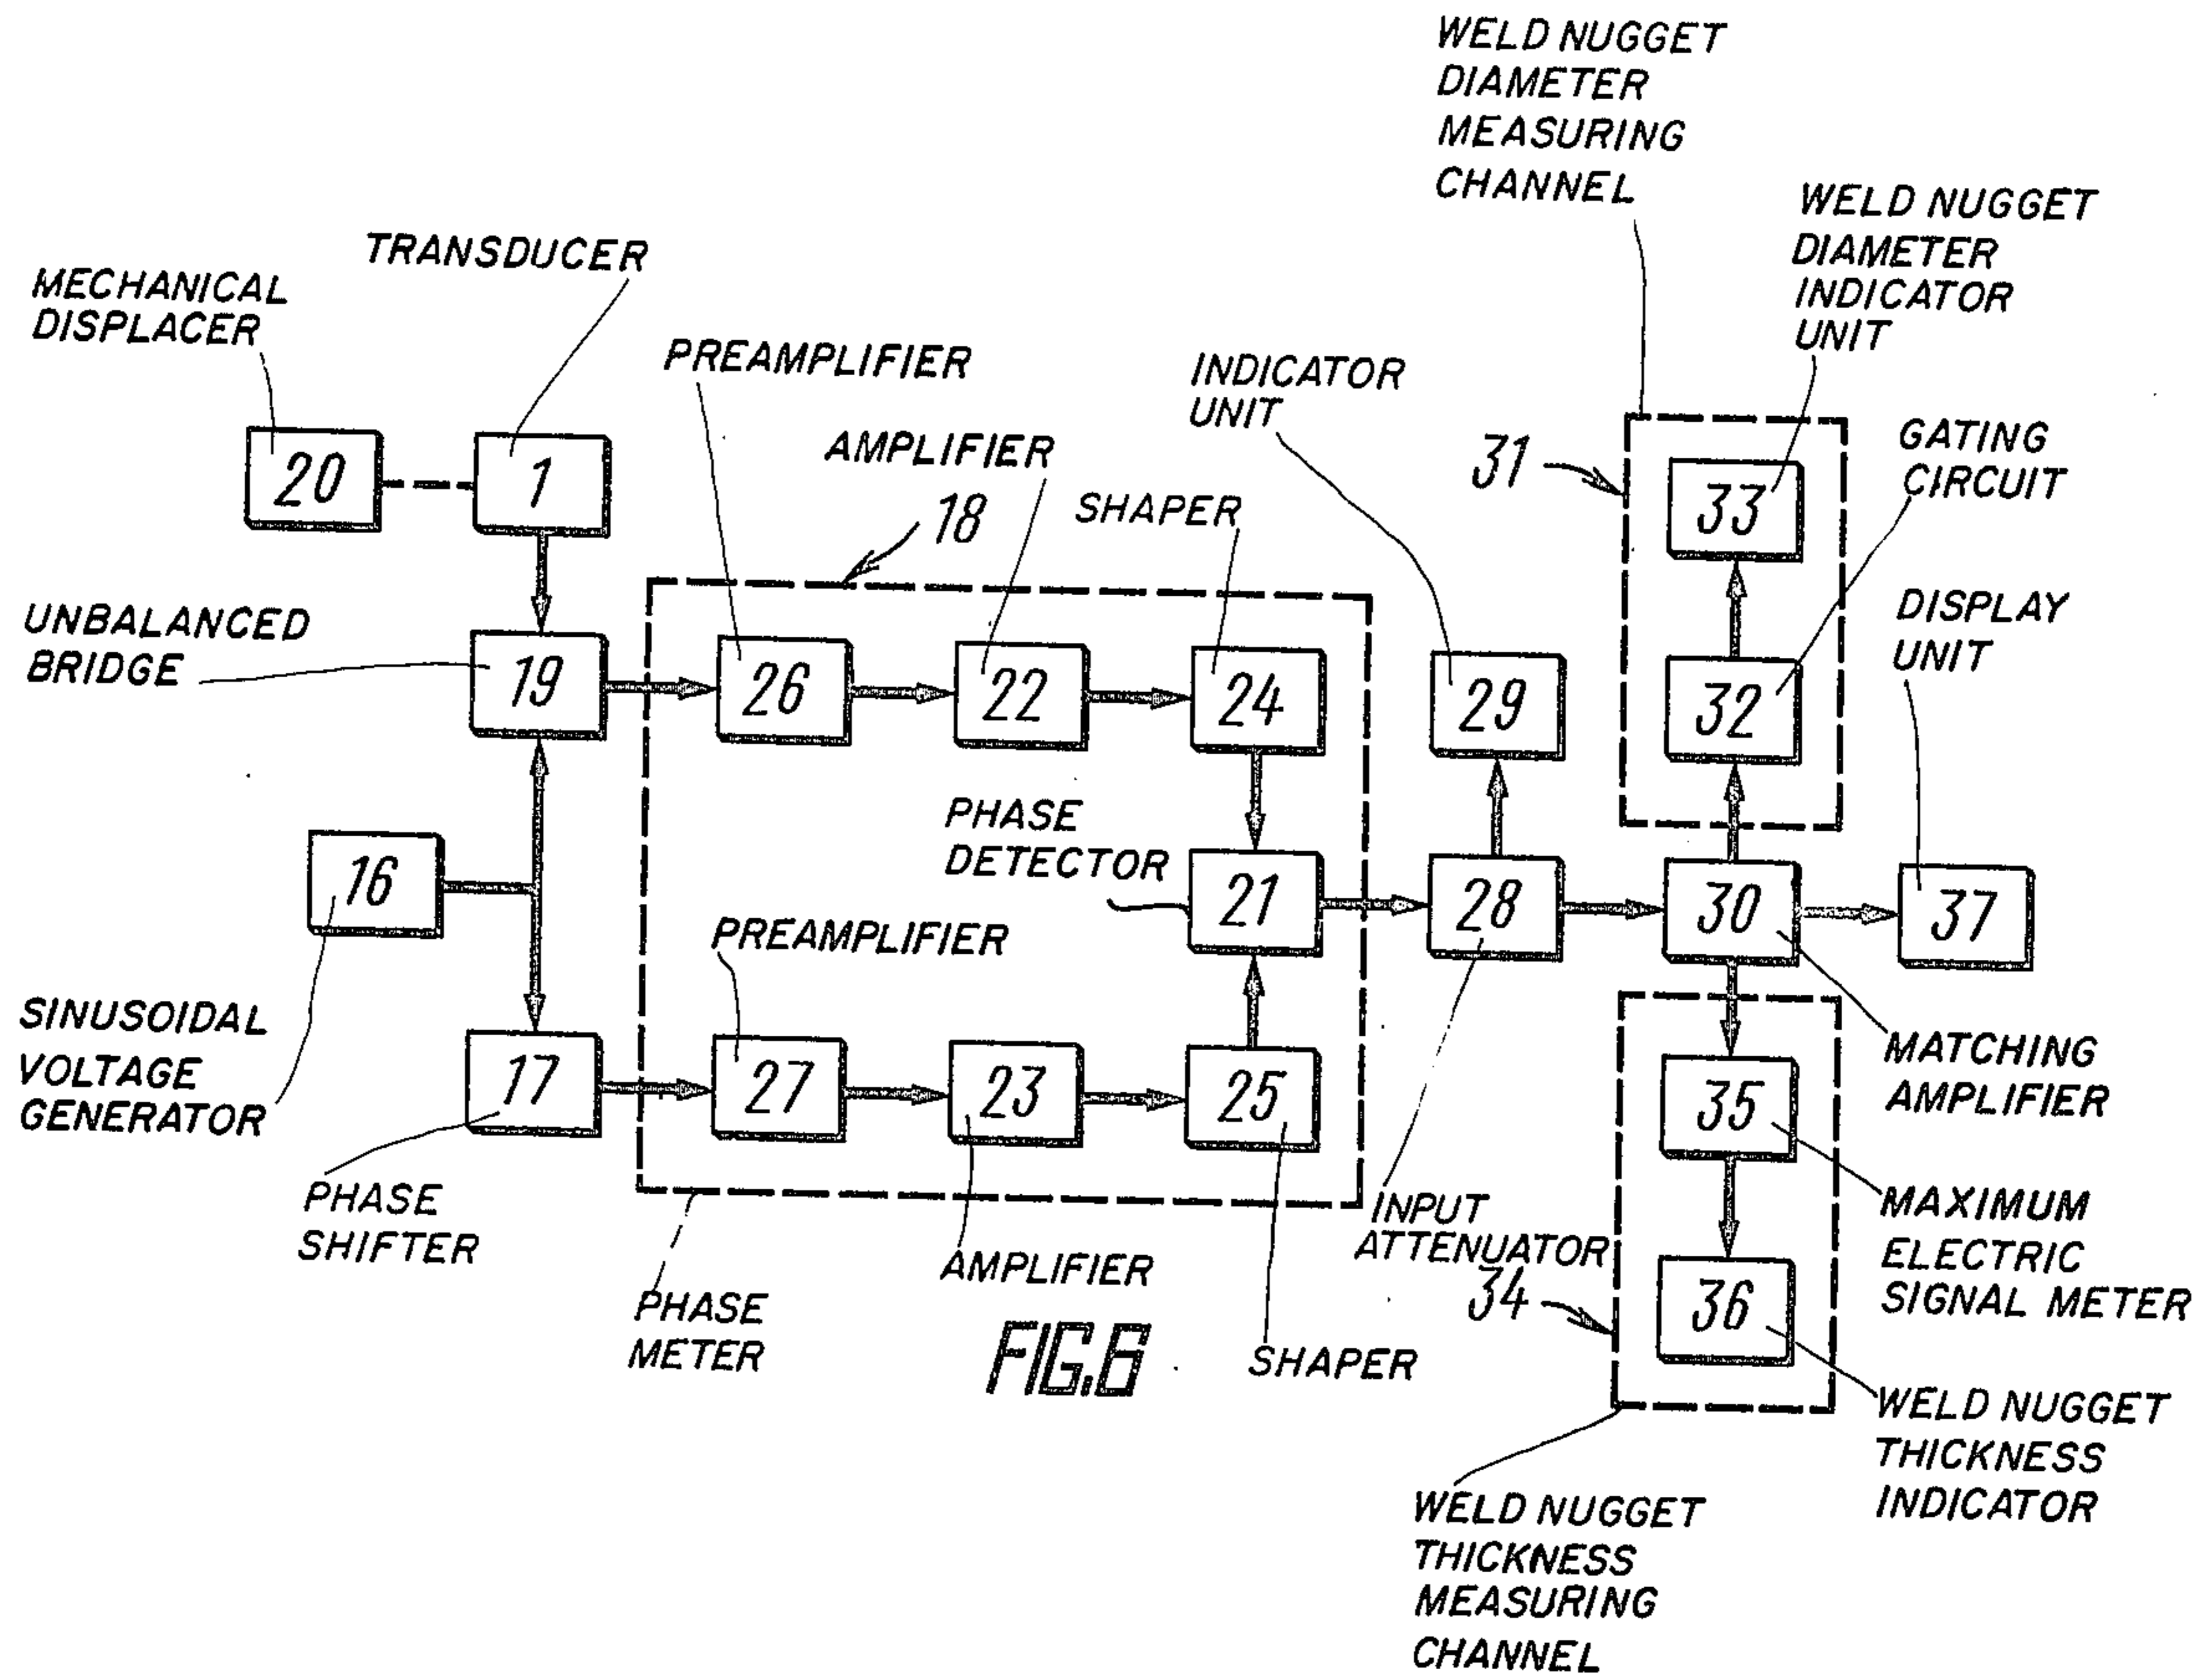 WELD NUGGET
DIAMETER
MEASURING
CHANNEL
WELD NUGGET
DIAMETER
INDICATOR
UNIT
TRANSDUCER
MECHANICAL
DISPLACER
PREAMPLIFIER
INDICATOR
UNIT
AMPLIFIER
18
SHAPER
31
GATING
CIRCUIT
20
1
33
UNBALANCED
BRIDGE
DISPLAY
UNIT
19
26
22
24
29
32
PHASE
DETECTOR
16
21
28
30
37
PREAMPLIFIER
SINUSOIDAL
VOLTAGE
GENERATOR
17
27
23
25
35
MATCHING
AMPLIFIER
PHASE
SHIFTER
INPUT
ATTENUATOR
34
MAXIMUM
ELECTRIC
SIGNAL METER
AMPLIFIER
PHASE
METER
36
SHAPER
FIG.6
WELD NUGGET
THICKNESS
INDICATOR
WELD NUGGET
THICKNESS
MEASURING
CHANNEL